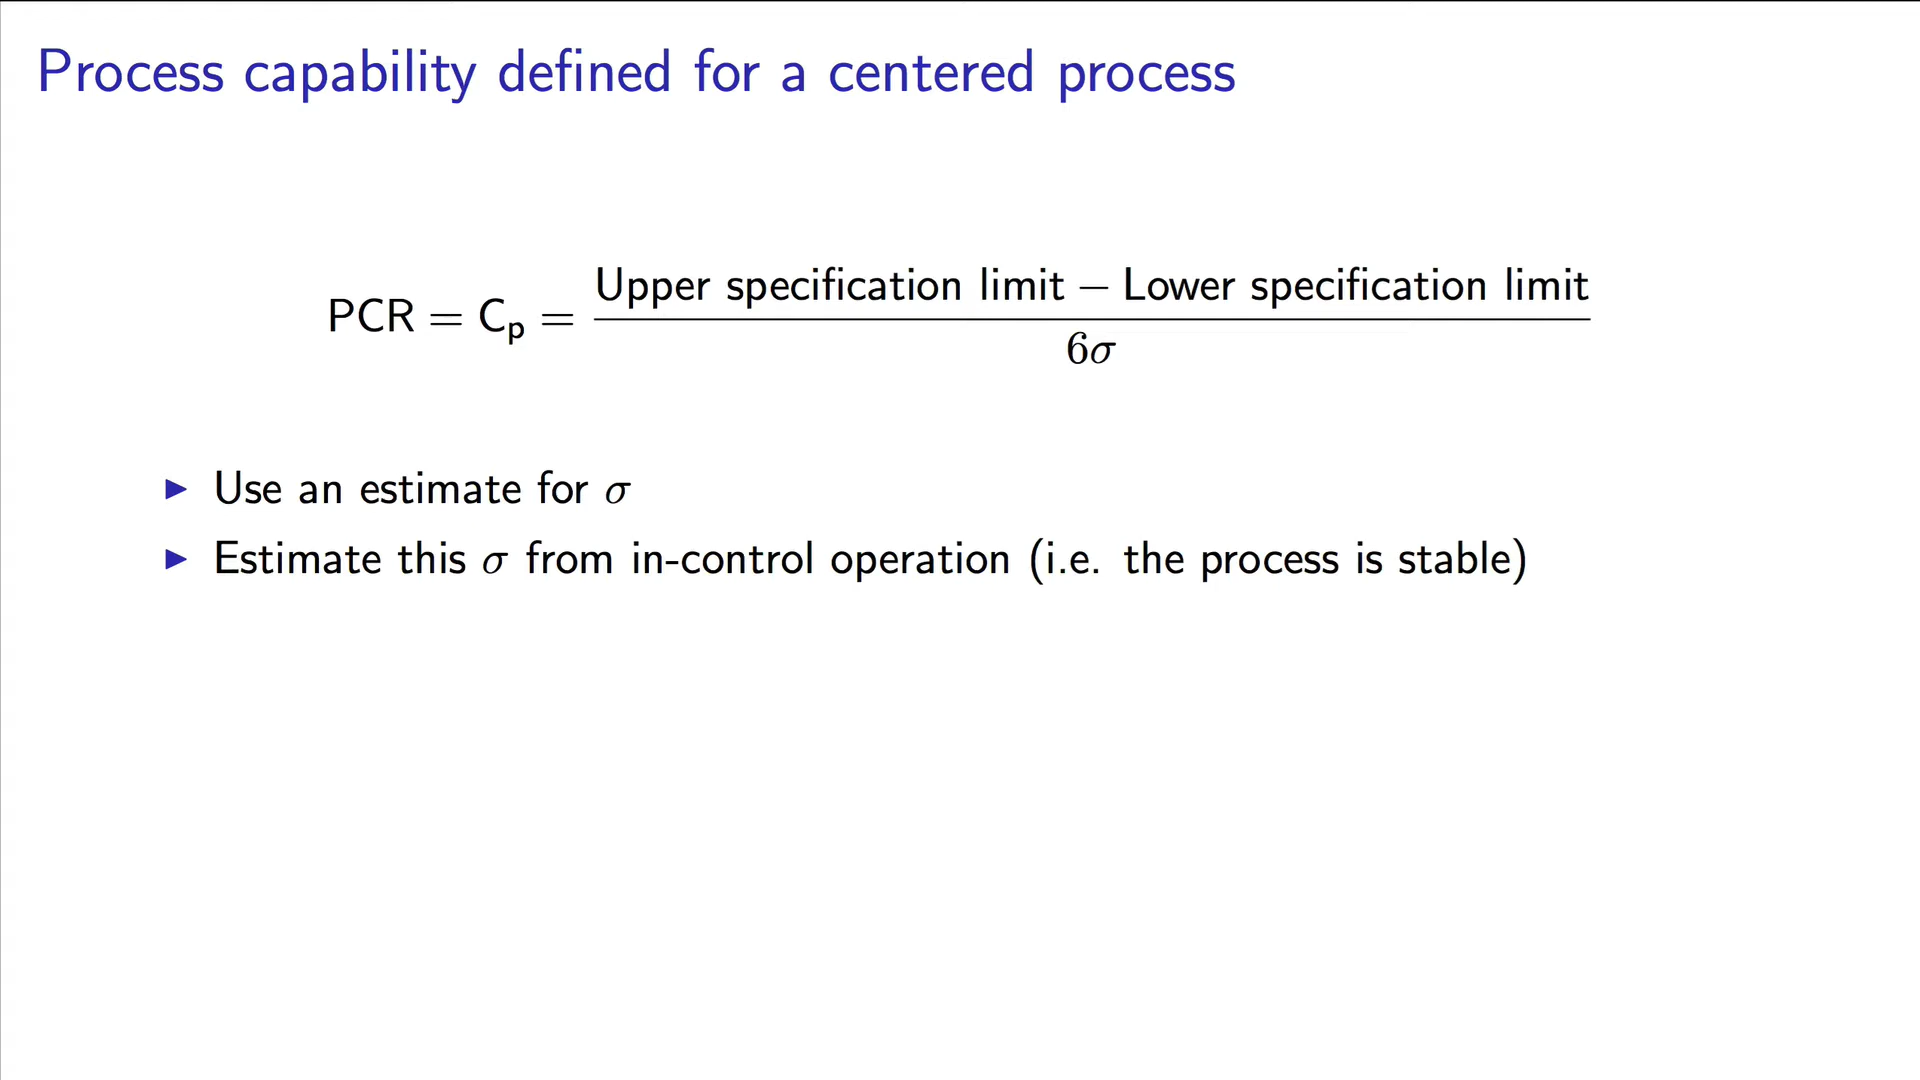 Process capability defined for a centered process
PCR = Cp = Upper specification limit − Lower specification limit / 6σ
▶ Use an estimate for σ
▶ Estimate this σ from in-control operation (i.e. the process is stable)